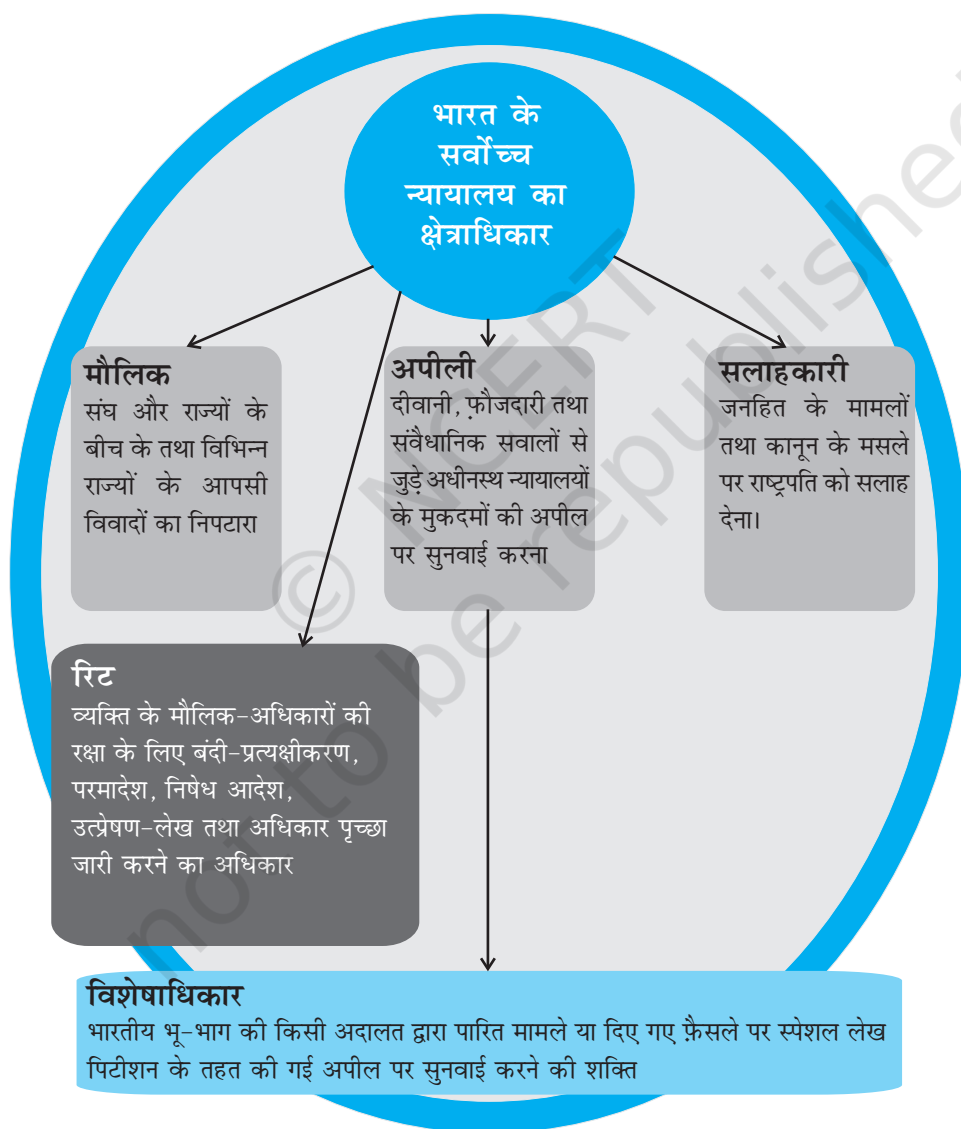 भारत के
सर्वोच्च
न्यायालय का
क्षेत्राधिकार
मौलिक
संघ और राज्यों के
बीच के तथा विभिन्न
राज्यों के आपसी
विवादों का निपटारा
अपीली
दीवानी, फ़ौजदारी तथा
संवैधानिक सवालों से
जुड़े अधीनस्थ न्यायालयों
के मुकदमों की अपील
पर सुनवाई करना
सलाहकारी
जनहित के मामलों
तथा कानून के मसले
पर राष्ट्रपति को सलाह
देना।
रिट
व्यक्ति के मौलिक-अधिकारों की
रक्षा के लिए बंदी-प्रत्यक्षीकरण,
परमादेश, निषेध आदेश,
उत्प्रेषण-लेख तथा अधिकार पृच्छा
जारी करने का अधिकार
विशेषाधिकार
भारतीय भू-भाग की किसी अदालत द्वारा पारित मामले या दिए गए फ़ैसले पर स्पेशल लेख
पिटीशन के तहत की गई अपील पर सुनवाई करने की शक्ति
© NCERT
not to be republished